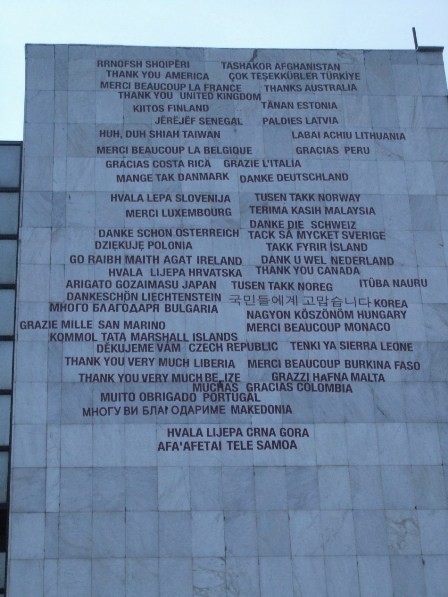 RRNOFSH SHQIPËRI TASHAKOR AFGHANISTAN
THANK YOU AMERICA ÇOK TEŞEKKÜRLER TÜRKIYE
MERCI BEAUCOUP LA FRANCE THANKS AUSTRALIA
THANK YOU UNITED KINGDOM
KIITOS FINLAND TÄNAN ESTONIA
JËRËJËF SENEGAL PALDIES LATVIA
HUH, DUH SHIAH TAIWAN LABAI ACHIU LITHUANIA
MERCI BEAUCOUP LA BELGIQUE GRACIAS PERU
GRACIAS COSTA RICA GRAZIE L'ITALIA
MANGE TAK DANMARK DANKE DEUTSCHLAND
HVALA LEPA SLOVENIJA TUSEN TAKK NORWAY
MERCI LUXEMBOURG TERIMA KASIH MALAYSIA
DANKE DIE SCHWEIZ
DANKE SCHON OSTERREICH TACK SÅ MYCKET SVERIGE
DZIEKUJĘ POLONIA TAKK FYRIR ÍSLAND
GO RAIBH MAITH AGAT IRELAND DANK U WEL NEDERLAND
HVALA LIJEPA HRVATSKA THANK YOU CANADA
ARIGATO GOZAIMASU JAPAN TUSEN TAKK NOREG ITÙBA NAURU
DANKESCHÖN LIECHTENSTEIN 국민들에게 고맙습니다 KOREA
МНОГО БЛАГОДАРЯ BULGARIA NAGYON KÖSZÖNÖM HUNGARY
GRAZIE MILLE SAN MARINO MERCI BEAUCOUP MONACO
KOMMOL TATA MARSHALL ISLANDS
DĚKUJEME VÁM CZECH REPUBLIC TENKI YA SIERRA LEONE
THANK YOU VERY MUCH LIBERIA MERCI BEAUCOUP BURKINA FASO
THANK YOU VERY MUCH GRAZZI ĦAFNA MALTA
MUCHAS GRACIAS COLOMBIA
MUITO OBRIGADO PORTUGAL
МНОГУ ВИ БЛАГОДАРИМЕ MAKEDONIA
HVALA LIJEPA CRNA GORA
AFA'AFETAI TELE SAMOA